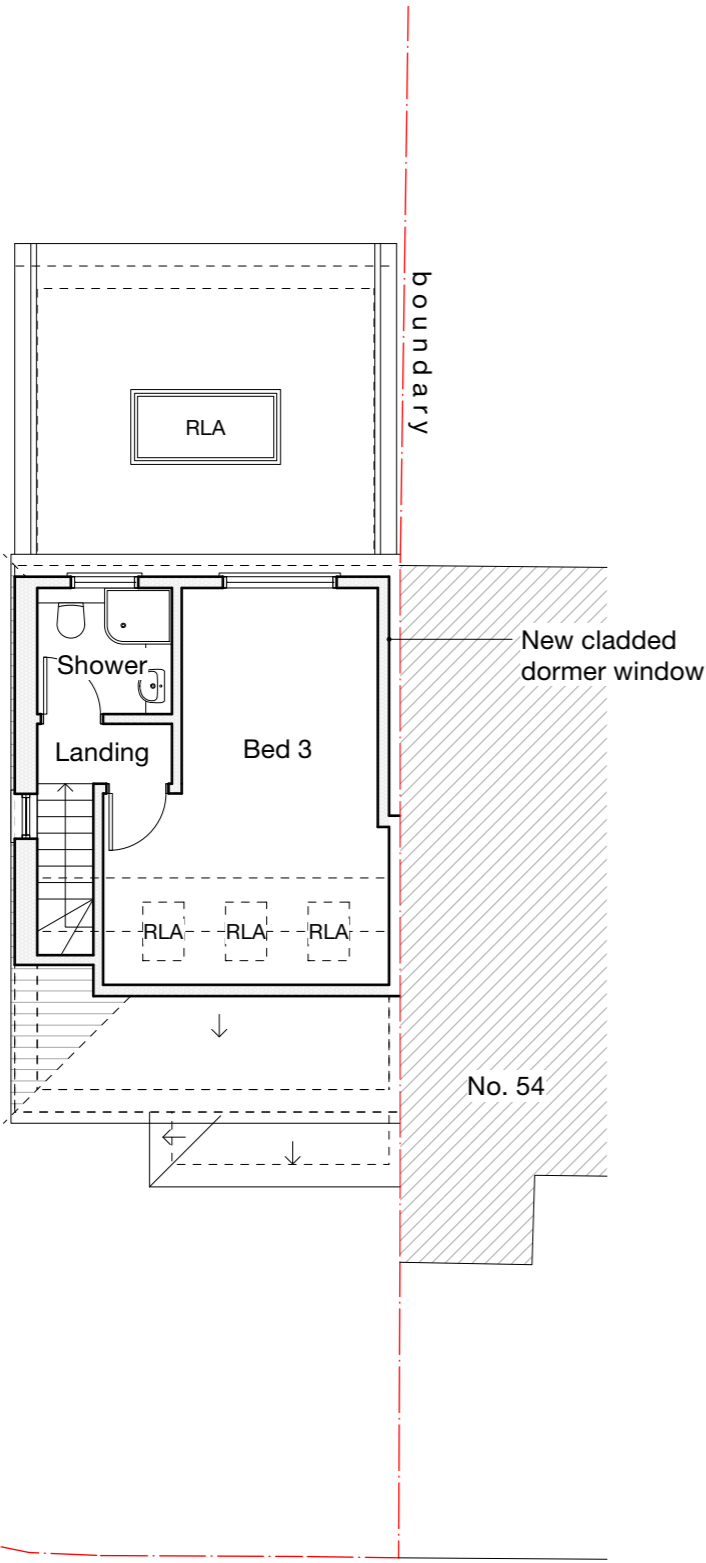 boundary
RLA
New cladded
dormer window
Shower
Landing
Bed 3
RLA
RLA
RLA
No. 54